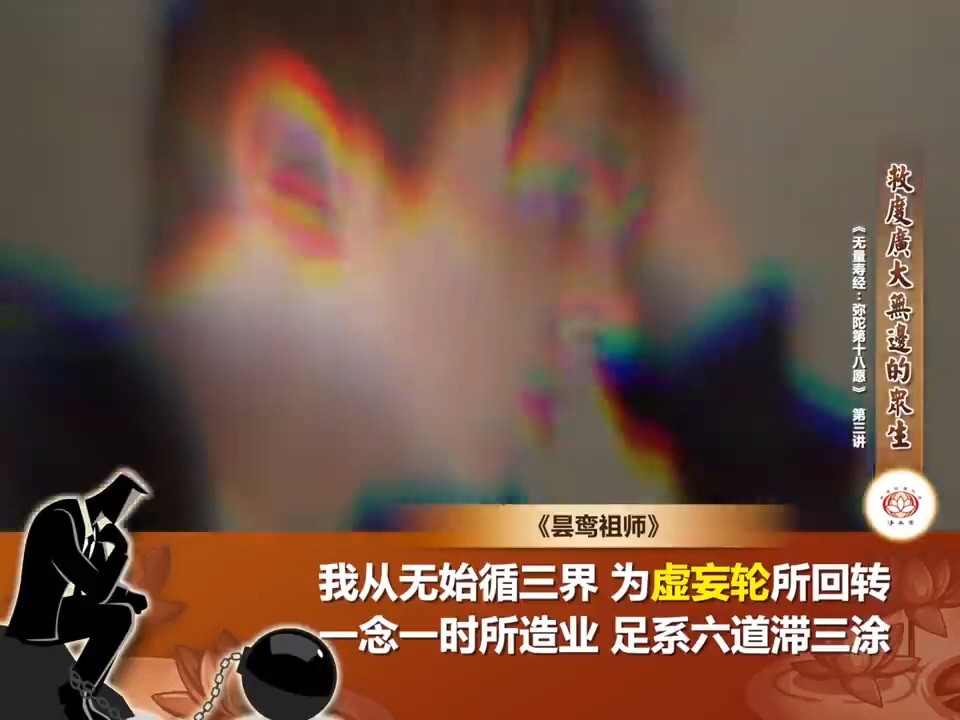 救度廣大無邊的眾生
《无量寿经：弥陀第十八愿》 第三讲
《昙鸾祖师》
我从无始循三界 为虚妄轮所回转
一念一时所造业 足系六道滞三涂